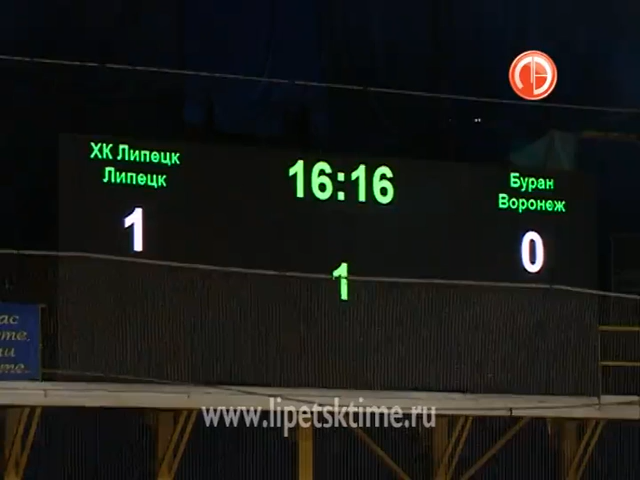 ХК Липецк
Липецк
16:16
Буран
Воронеж
1
0
1
www.lipetsktime.ru